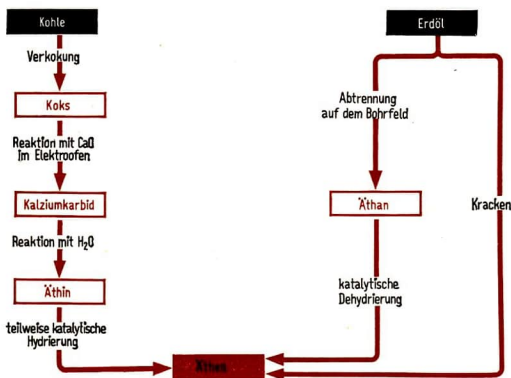 Kohle
Verkokung
Koks
Reaktion mit CaO
im Elektroofen
Kalziumkarbid
Reaktion mit H₂O
Äthin
teilweise katalytische
Hydrierung
Erdöl
Abtrennung
auf dem Bohrfeld
Äthan
katalytische
Dehydrierung
Kracken
Äthen